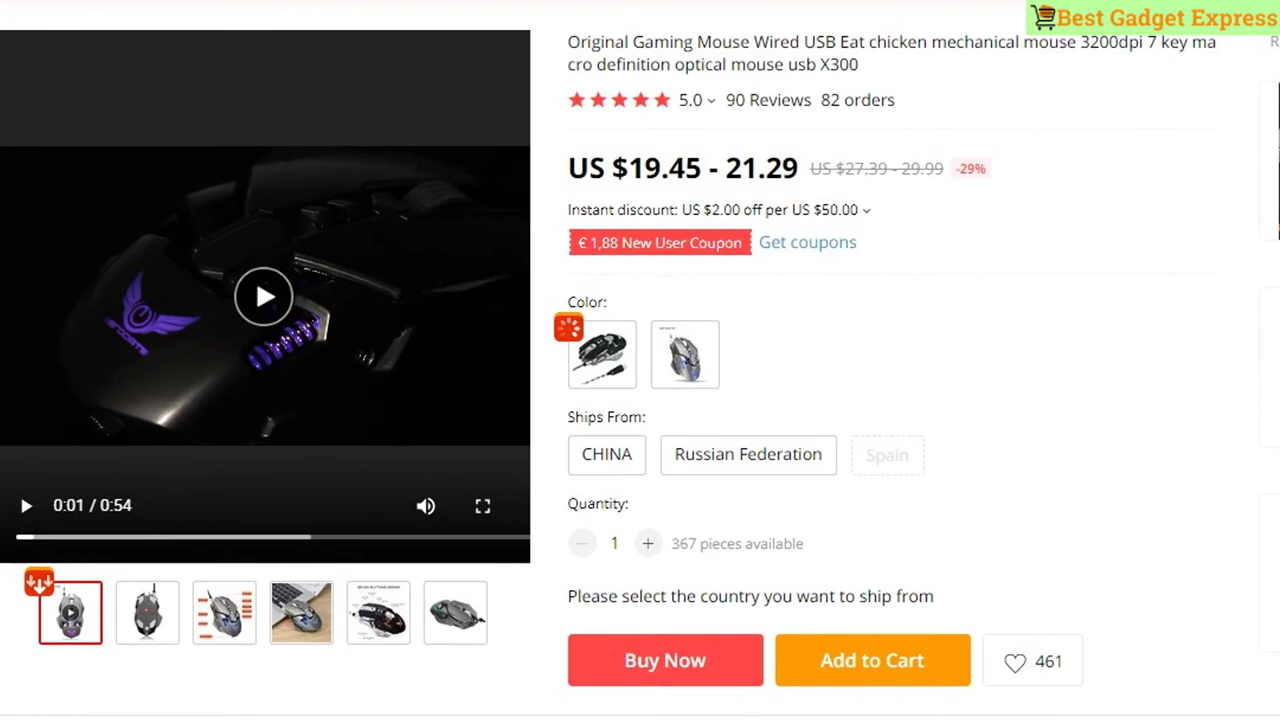 Best Gadget Express
Original Gaming Mouse Wired USB Eat chicken mechanical mouse 3200dpi 7 key ma
cro definition optical mouse usb X300
5.0 90 Reviews 82 orders
US $19.45 - 21.29 US $27.39 - 29.99 -29%
Instant discount: US $2.00 off per US $50.00
€ 1,88 New User Coupon Get coupons
Color:
Ships From:
CHINA Russian Federation Spain
Quantity:
1 367 pieces available
0:01 / 0:54
Please select the country you want to ship from
Buy Now Add to Cart 461